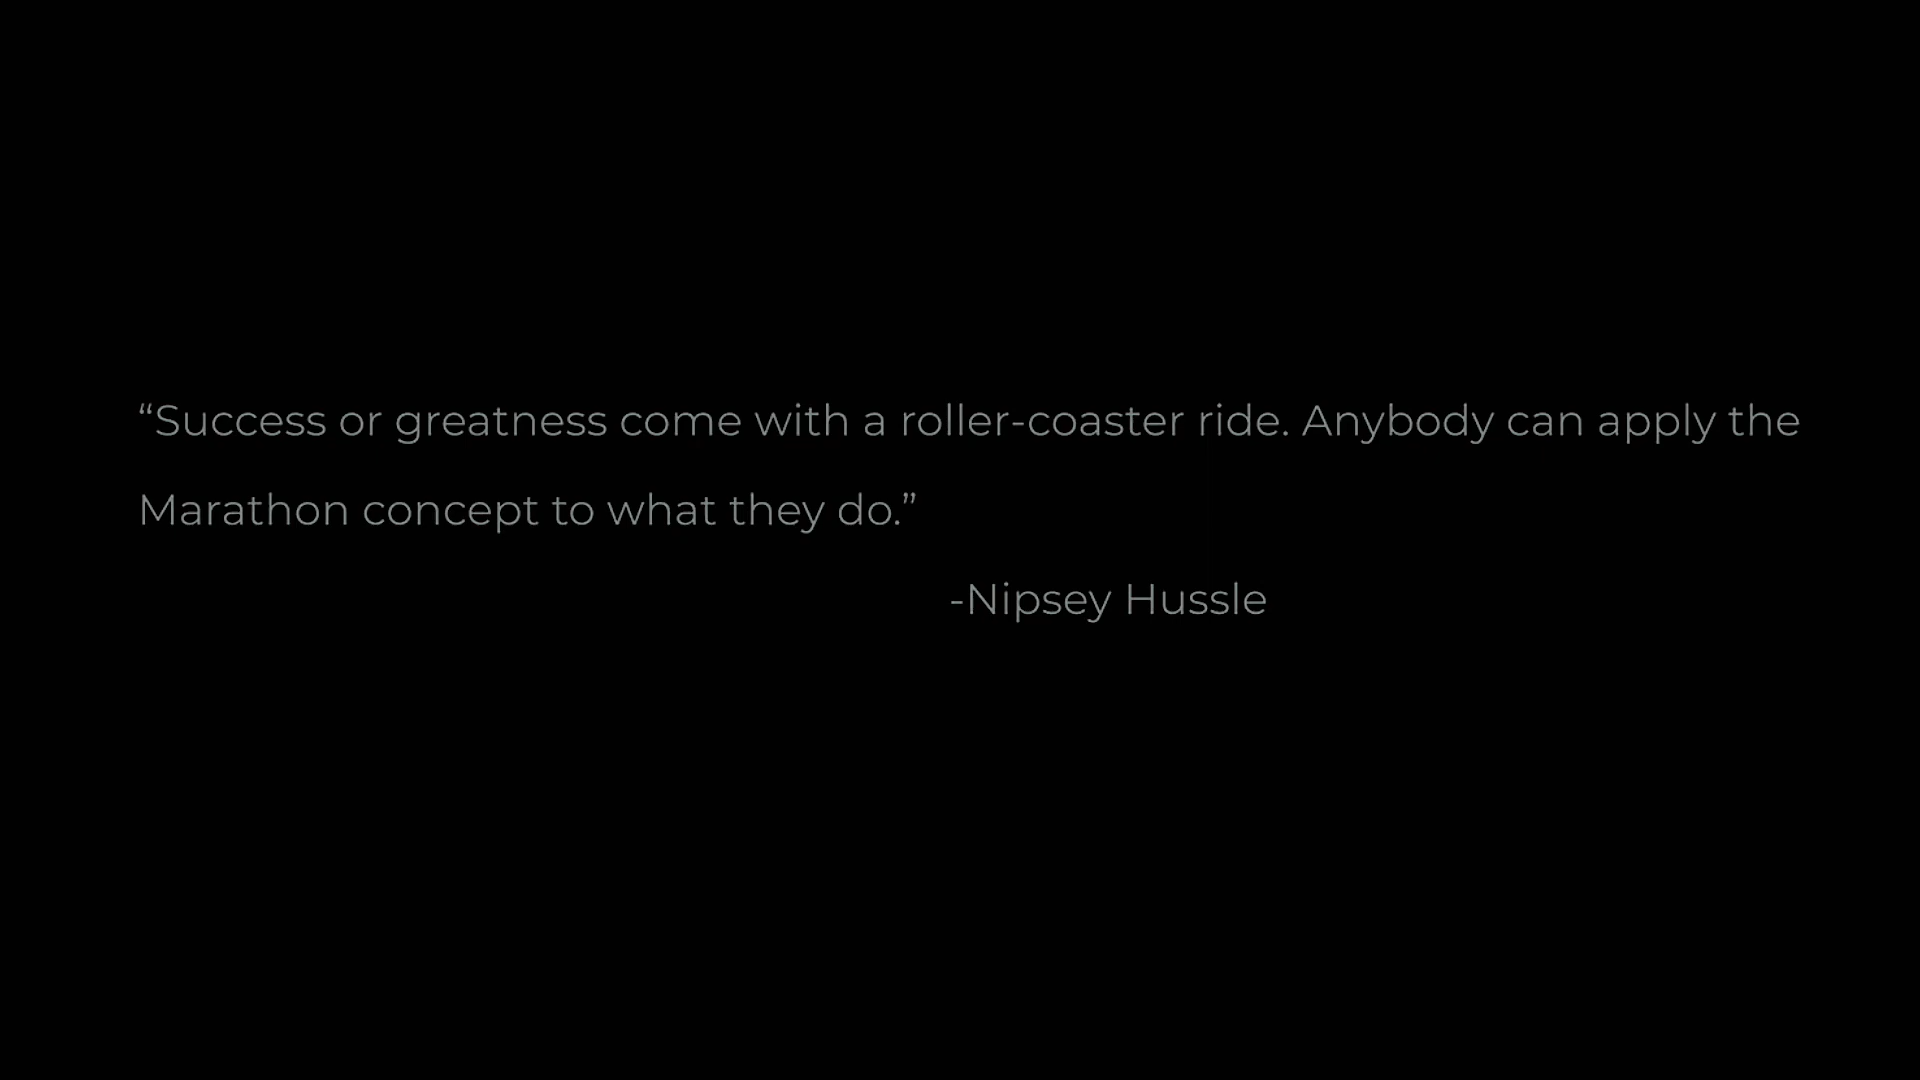 “Success or greatness come with a roller-coaster ride. Anybody can apply the
Marathon concept to what they do.”
-Nipsey Hussle